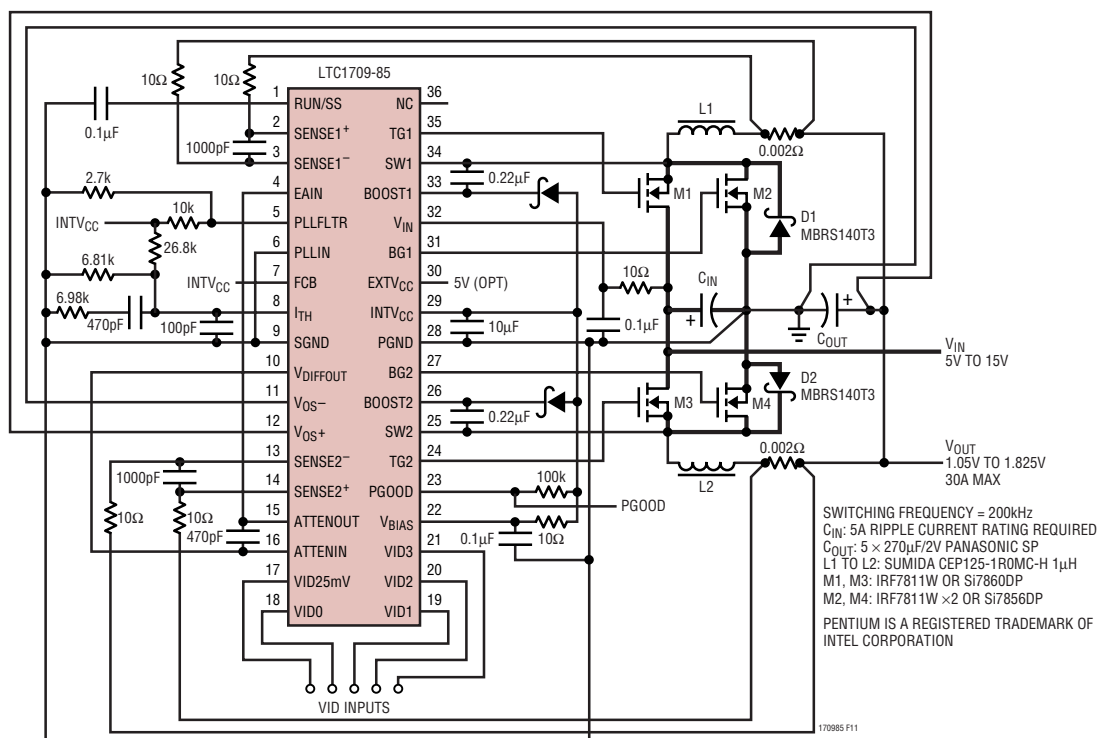 LTC1709-85
10Ω
10Ω
0.1µF
1000pF
2.7k
INTVCC
10k
26.8k
6.81k
INTVCC
6.98k
470pF
100pF
1000pF
10Ω
10Ω
470pF
1 RUN/SS
2 SENSE1+
3 SENSE1−
4 EAIN
5 PLLFLTR
6 PLLIN
7 FCB
8 ITH
9 SGND
10 VDIFFOUT
11 VOS−
12 VOS+
13 SENSE2−
14 SENSE2+
15 ATTENOUT
16 ATTENIN
17 VID25mV
18 VID0
NC 36
TG1 35
SW1 34
BOOST1 33
VIN 32
BG1 31
EXTVCC 30
INTVCC 29
PGND 28
BG2 27
BOOST2 26
SW2 25
TG2 24
PGOOD 23
VBIAS 22
VID3 21
VID2 20
VID1 19
0.22µF
5V (OPT)
10µF
0.22µF
10Ω
0.1µF
100k
PGOOD
10Ω
0.1µF
L1
0.002Ω
M1
M2
D1
MBRS140T3
CIN
+
+
COUT
VIN
5V TO 15V
M3
M4
D2
MBRS140T3
L2
0.002Ω
VOUT
1.05V TO 1.825V
30A MAX
VID INPUTS
SWITCHING FREQUENCY = 200kHz
CIN: 5A RIPPLE CURRENT RATING REQUIRED
COUT: 5 × 270µF/2V PANASONIC SP
L1 TO L2: SUMIDA CEP125-1R0MC-H 1µH
M1, M3: IRF7811W OR Si7860DP
M2, M4: IRF7811W ×2 OR Si7856DP
PENTIUM IS A REGISTERED TRADEMARK OF
INTEL CORPORATION
170985 F11